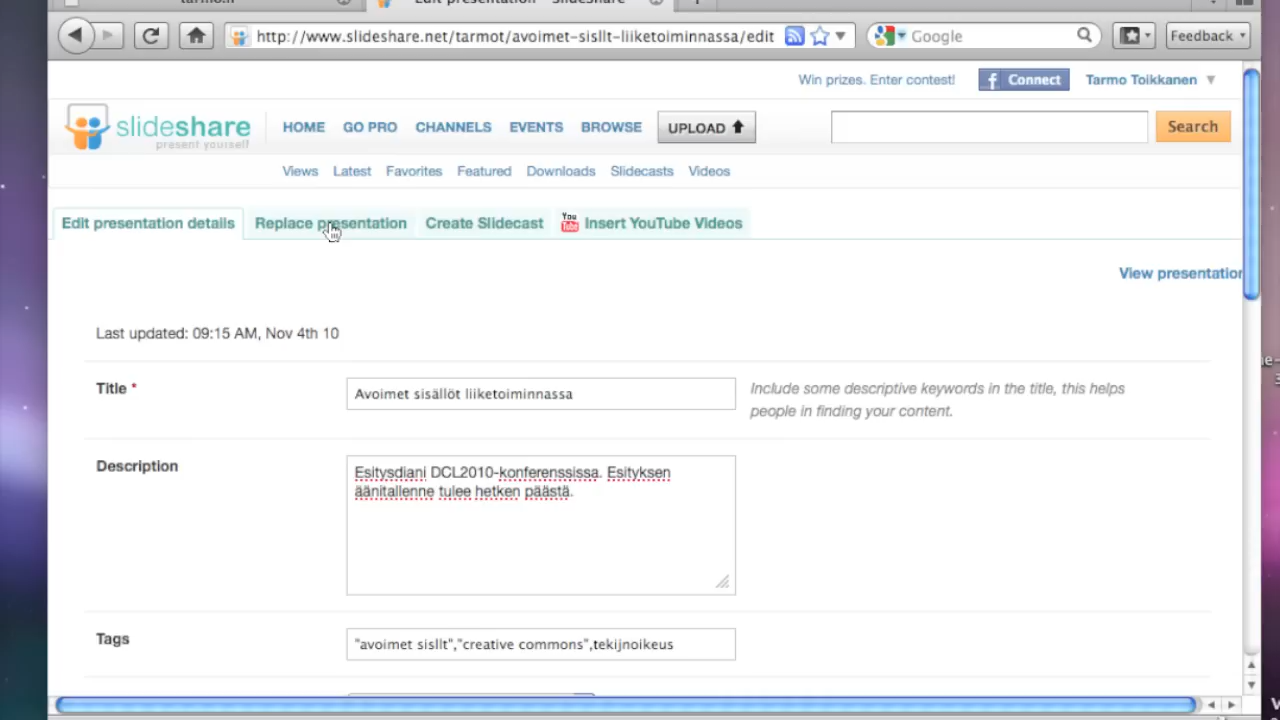 http://www.slideshare.net/tarmot/avoimet-sisllt-liiketoiminnassa/edit
Google
Feedback
Win prizes. Enter contest!
f Connect
Tarmo Toikkanen
slideshare
present yourself
HOME
GO PRO
CHANNELS
EVENTS
BROWSE
UPLOAD
Search
Views
Latest
Favorites
Featured
Downloads
Slidecasts
Videos
Edit presentation details
Replace presentation
Create Slidecast
You Tube Insert YouTube Videos
View presentation
Last updated: 09:15 AM, Nov 4th 10
Title *
Avoimet sisällöt liiketoiminnassa
Include some descriptive keywords in the title, this helps
people in finding your content.
Description
Esitysdiani DCL2010-konferenssissa. Esityksen
äänitallenne tulee hetken päästä.
Tags
"avoimet sisllt","creative commons",tekijnoikeus